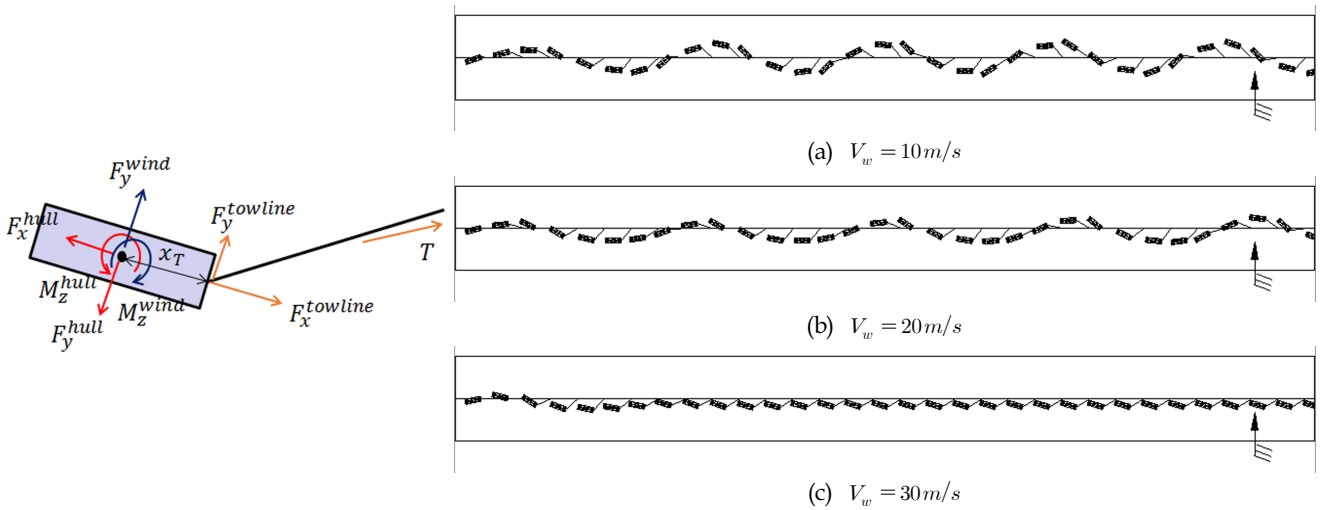 F_y^{wind}
F_x^{hull}
F_y^{towline}
x_T
T
M_z^{hull}
M_z^{wind}
F_x^{towline}
F_y^{hull}
(a) V_w = 10 m/s
(b) V_w = 20 m/s
(c) V_w = 30 m/s